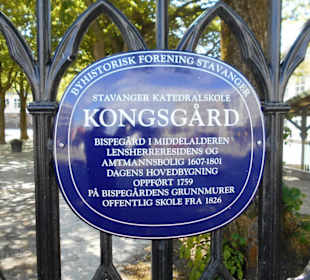 BYHISTORISK FORENING STAVANGER
STAVANGER KATEDRALSKOLE
KONGSGÅRD
BISPEGÅRD I MIDDELALDEREN
LENSHERRERESIDENS OG
AMTMANNSBOLIG 1607-1801
DAGENS HOVEDBYGNING
OPPFØRT 1759
PÅ BISPEGÅRDENS GRUNNMURER
OFFENTLIG SKOLE FRA 1826